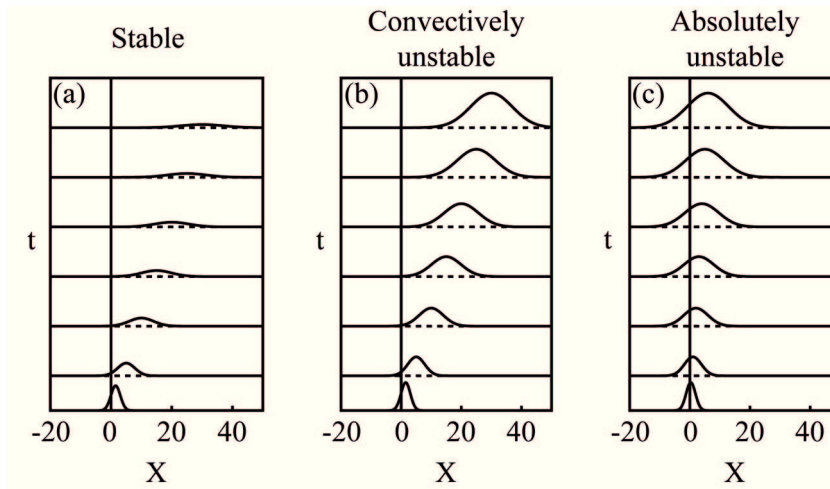 Stable
Convectively
unstable
Absolutely
unstable
(a)
(b)
(c)
t
t
t
-20 0 20 40
-20 0 20 40
-20 0 20 40
X
X
X